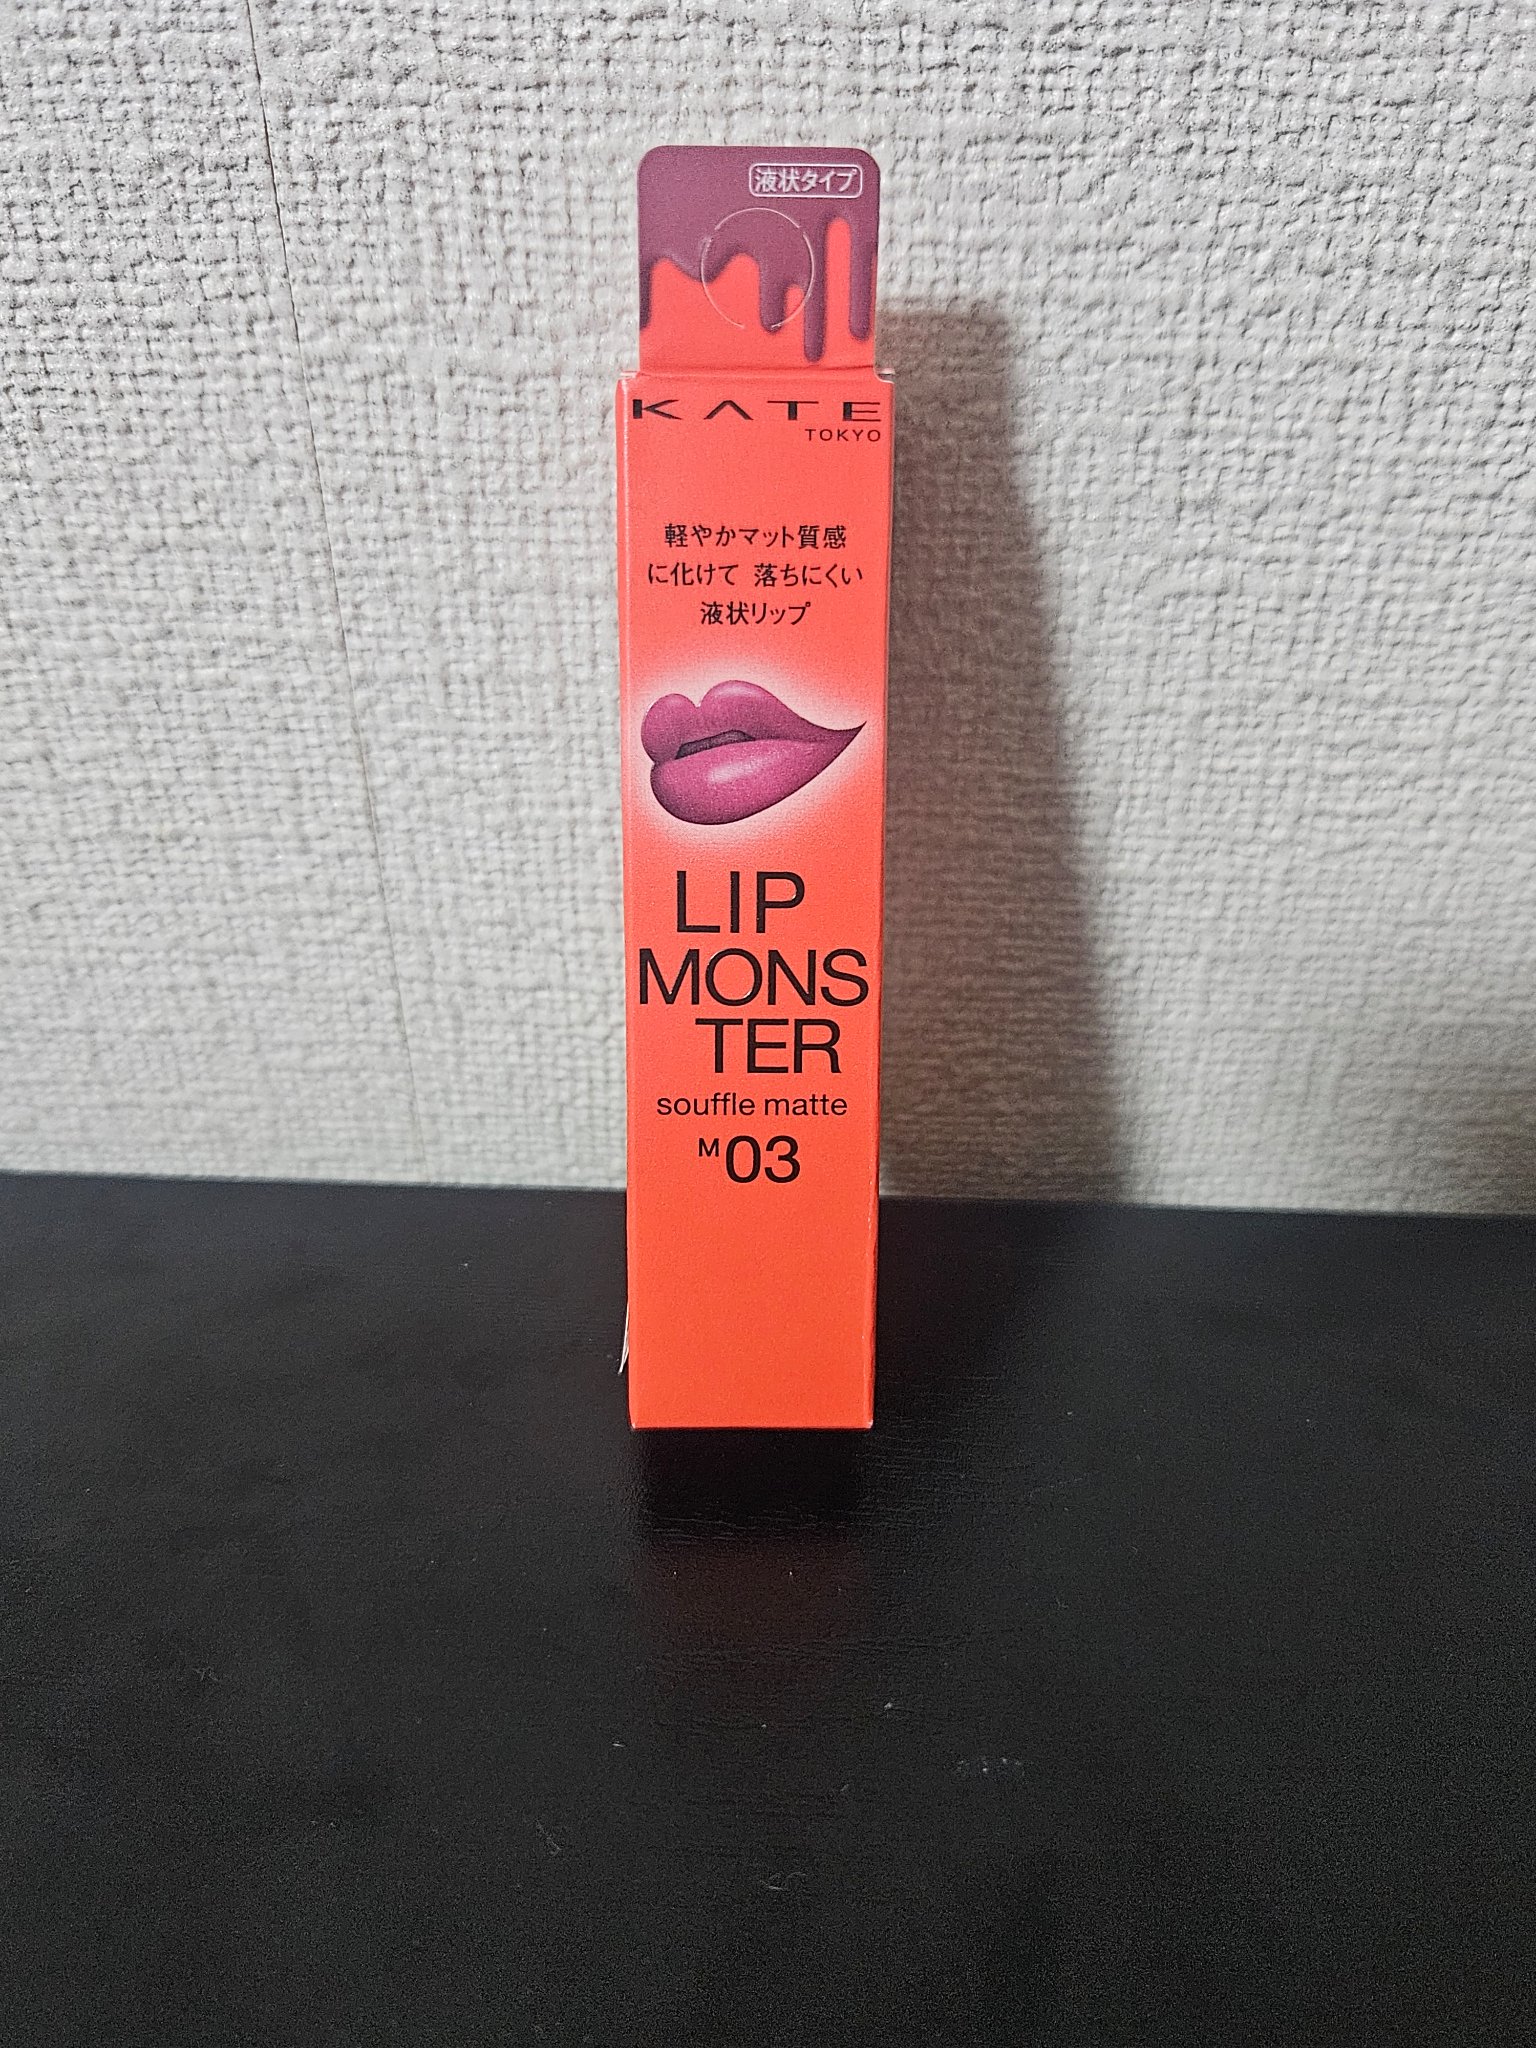 液状タイプ
KATE
TOKYO
軽やかマット質感
に化けて 落ちにくい
液状リップ
LIP
MONS
TER
souffle matte
M03